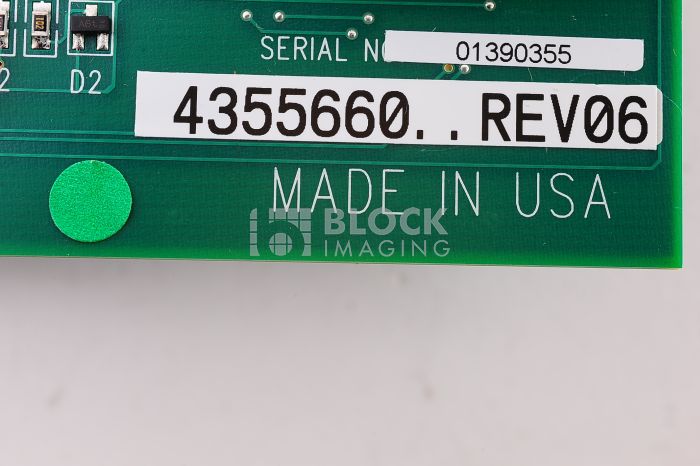 SERIAL NO
01390355
D2
4355660..REV06
MADE IN USA
BLOCK
IMAGING